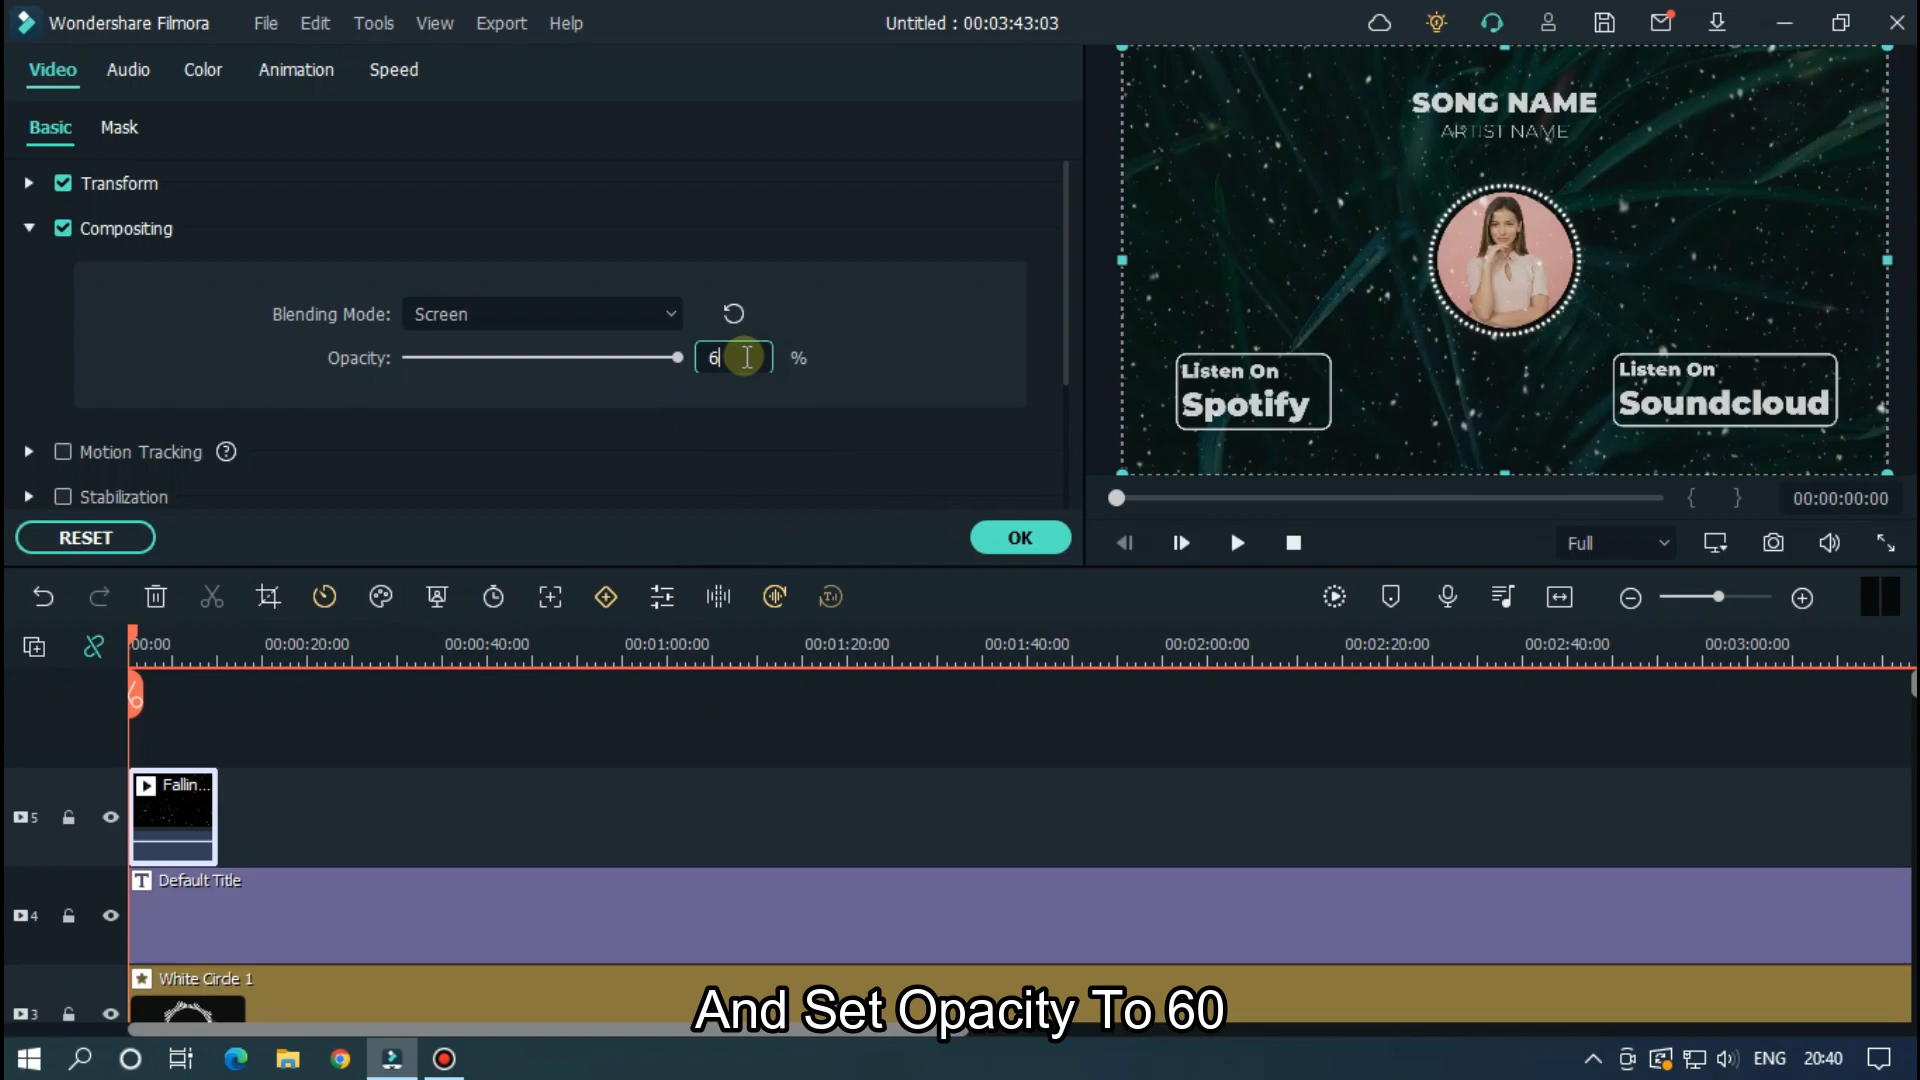 Wondershare Filmora
File
Edit
Tools
View
Export
Help
Untitled : 00:03:43:03
Video
Audio
Color
Animation
Speed
Basic
Mask
Transform
Compositing
Blending Mode:
Screen
Opacity:
6
%
Motion Tracking
?
Stabilization
RESET
OK
SONG NAME
ARTIST NAME
Listen On
Spotify
Listen On
Soundcloud
{ }
00:00:00:00
Full
00:00
00:00:20:00
00:00:40:00
00:01:00:00
00:01:20:00
00:01:40:00
00:02:00:00
00:02:20:00
00:02:40:00
00:03:00:00
5
Fallin...
4
T Default Title
3
White Circle 1
And Set Opacity To 60
ENG
20:40